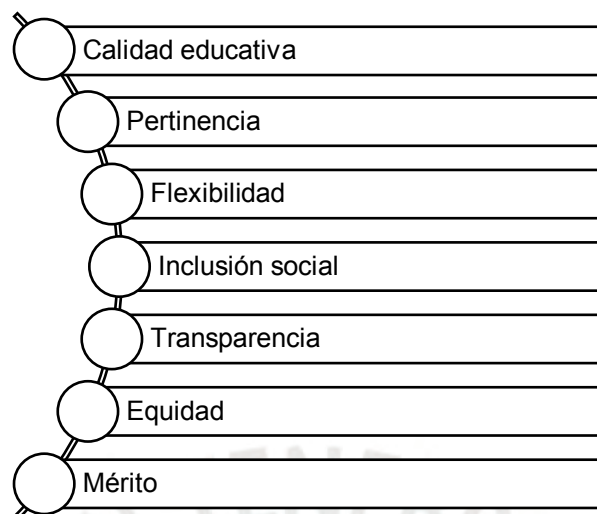 Calidad educativa
Pertinencia
Flexibilidad
Inclusión social
Transparencia
Equidad
Mérito